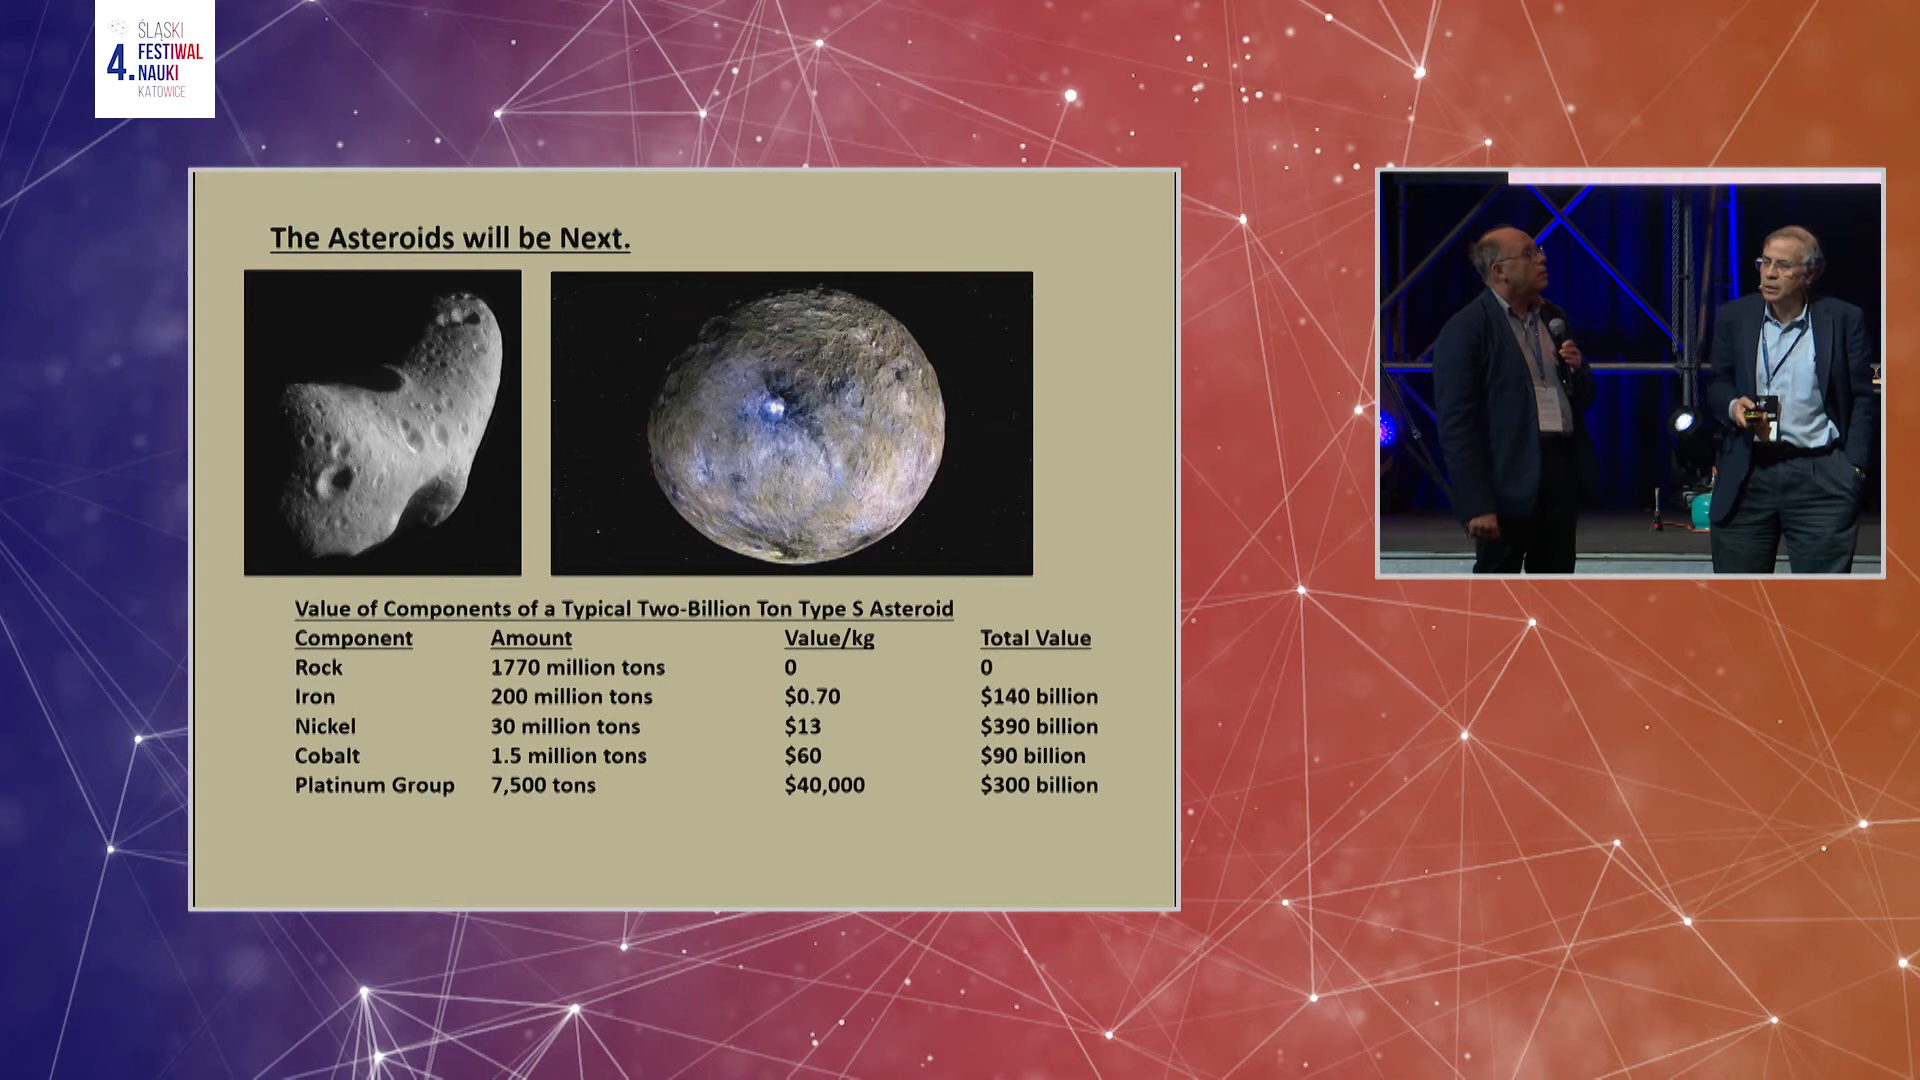 ŚLĄSKI
4. FESTIWAL
NAUKI
KATOWICE
The Asteroids will be Next.
Value of Components of a Typical Two-Billion Ton Type S Asteroid
Component Amount Value/kg Total Value
Rock 1770 million tons 0 0
Iron 200 million tons $0.70 $140 billion
Nickel 30 million tons $13 $390 billion
Cobalt 1.5 million tons $60 $90 billion
Platinum Group 7,500 tons $40,000 $300 billion